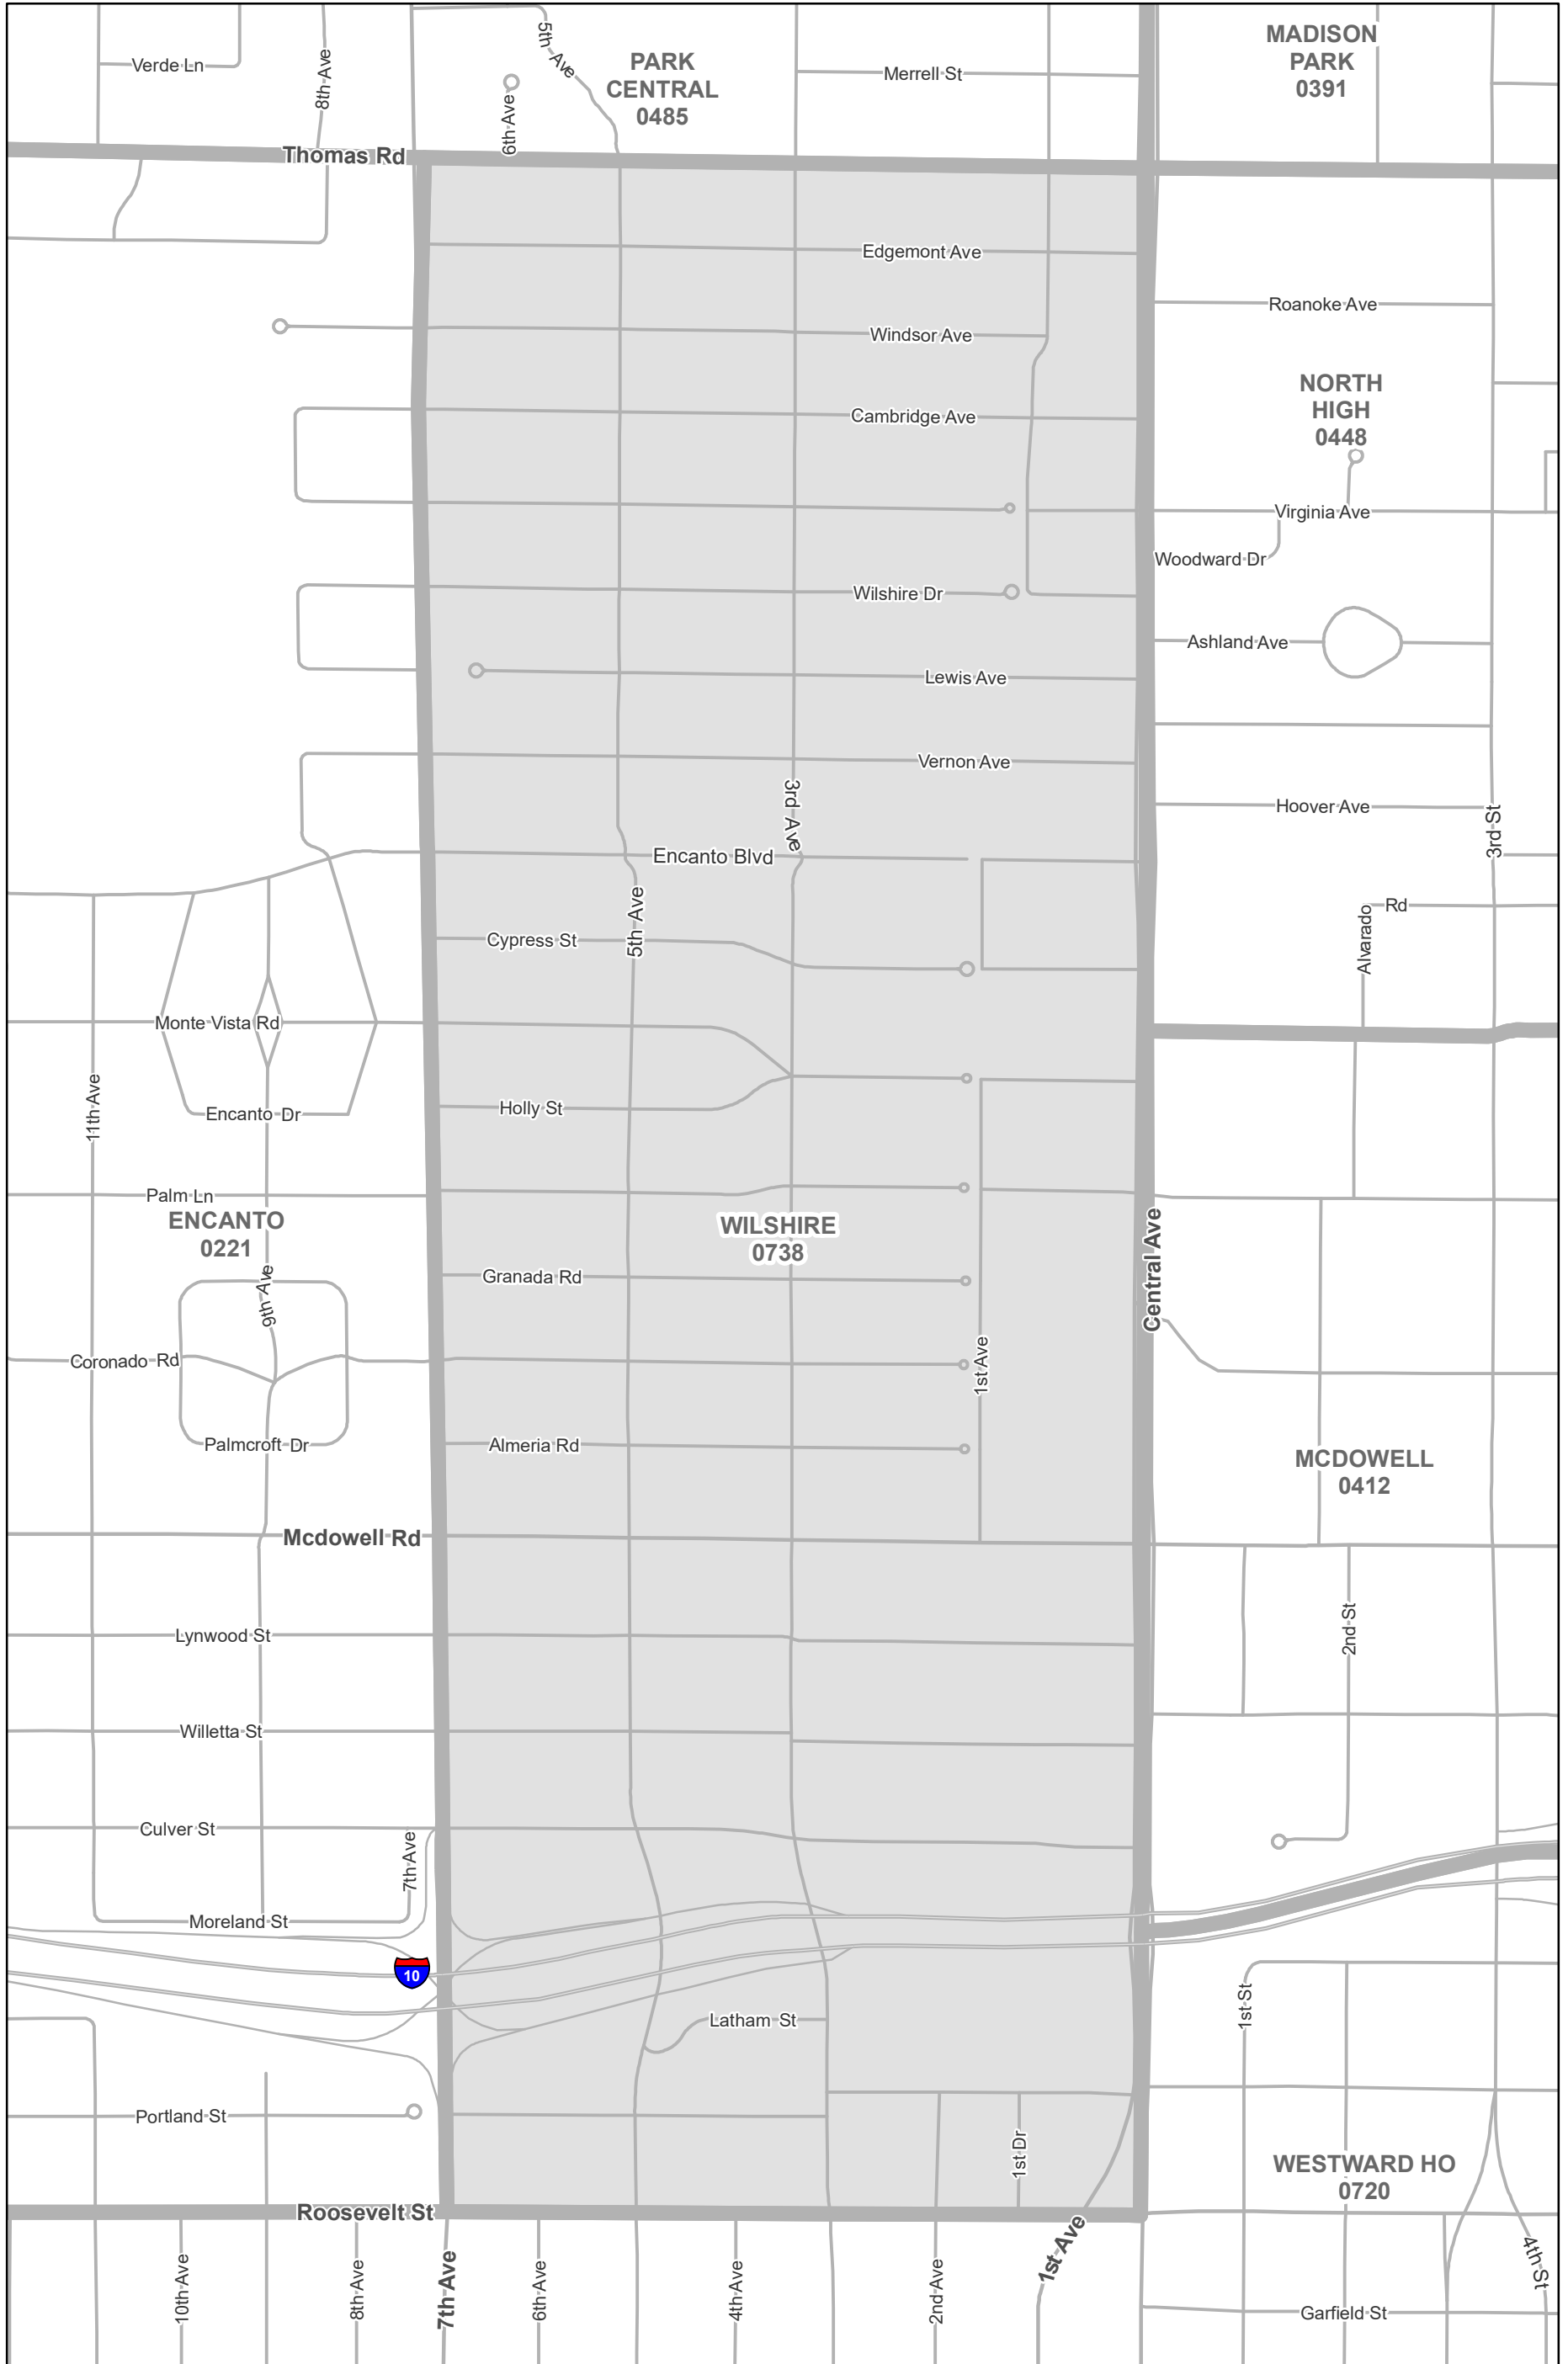 5th Ave
MADISON
PARK
0391
Verde Ln
8th Ave
PARK
CENTRAL
0485
Merrell St
6th Ave
Thomas Rd
Edgemont Ave
Roanoke Ave
Windsor Ave
NORTH
HIGH
0448
Cambridge Ave
Virginia Ave
Woodward Dr
Wilshire Dr
Ashland Ave
Lewis Ave
Vernon Ave
3rd Ave
Hoover Ave
3rd St
Encanto Blvd
5th Ave
Alvarado Rd
Cypress St
Monte Vista Rd
11th Ave
Encanto Dr
Holly St
Palm Ln
ENCANTO
0221
WILSHIRE
0738
Central Ave
9th Ave
Granada Rd
Coronado Rd
1st Ave
Palmcroft Dr
Almeria Rd
MCDOWELL
0412
Mcdowell Rd
Lynwood St
2nd St
Willetta St
Culver St
7th Ave
Moreland St
10
Latham St
1st St
Portland St
1st Dr
WESTWARD HO
0720
Roosevelt St
10th Ave
8th Ave
7th Ave
6th Ave
4th Ave
2nd Ave
1st Ave
4th St
Garfield St